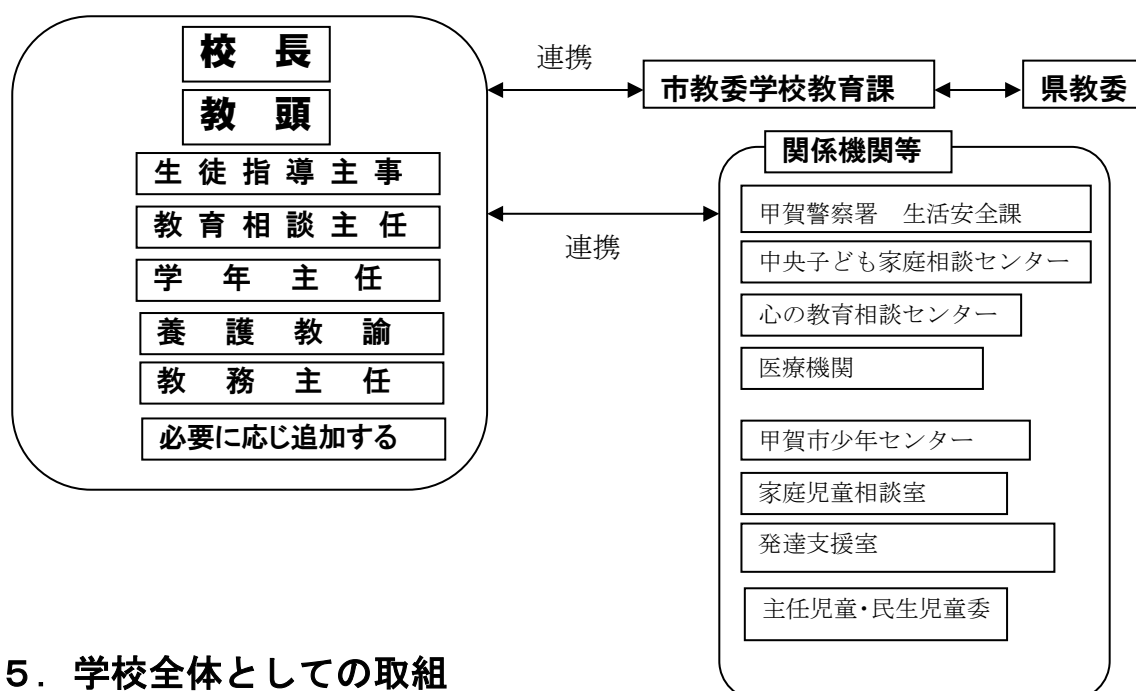 校 長
教 頭
生 徒 指 導 主 事
教 育 相 談 主 任
学 年 主 任
養 護 教 諭
教 務 主 任
必要に応じ追加する
連携
市教委学校教育課
県教委
連携
関係機関等
甲賀警察署 生活安全課
中央子ども家庭相談センター
心の教育相談センター
医療機関
甲賀市少年センター
家庭児童相談室
発達支援室
主任児童・民生児童委
５．学校全体としての取組